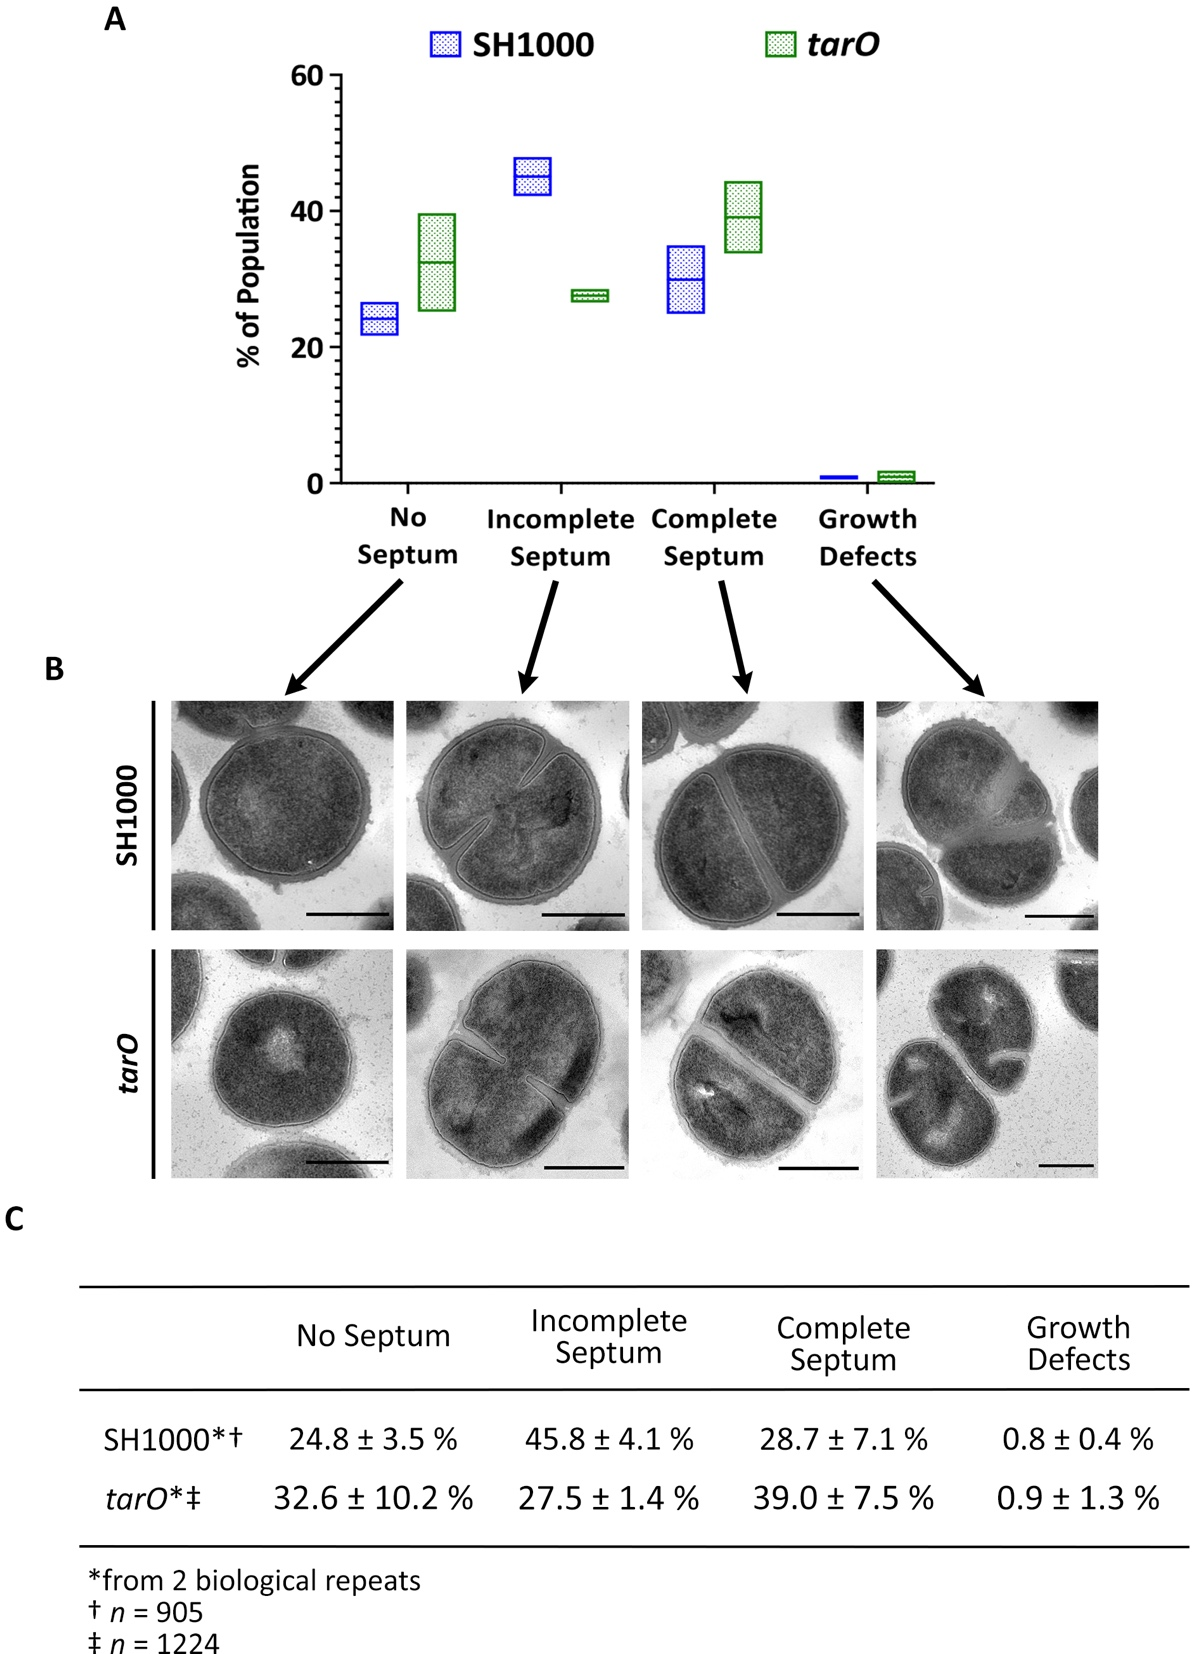 A
SH1000 tarO
60
40
20
0
% of Population
No Septum
Incomplete Septum
Complete Septum
Growth Defects
B
SH1000
tarO
C
No Septum Incomplete Septum Complete Septum Growth Defects
SH1000*† 24.8 ± 3.5 % 45.8 ± 4.1 % 28.7 ± 7.1 % 0.8 ± 0.4 %
tarO*‡ 32.6 ± 10.2 % 27.5 ± 1.4 % 39.0 ± 7.5 % 0.9 ± 1.3 %
*from 2 biological repeats
† n = 905
‡ n = 1224